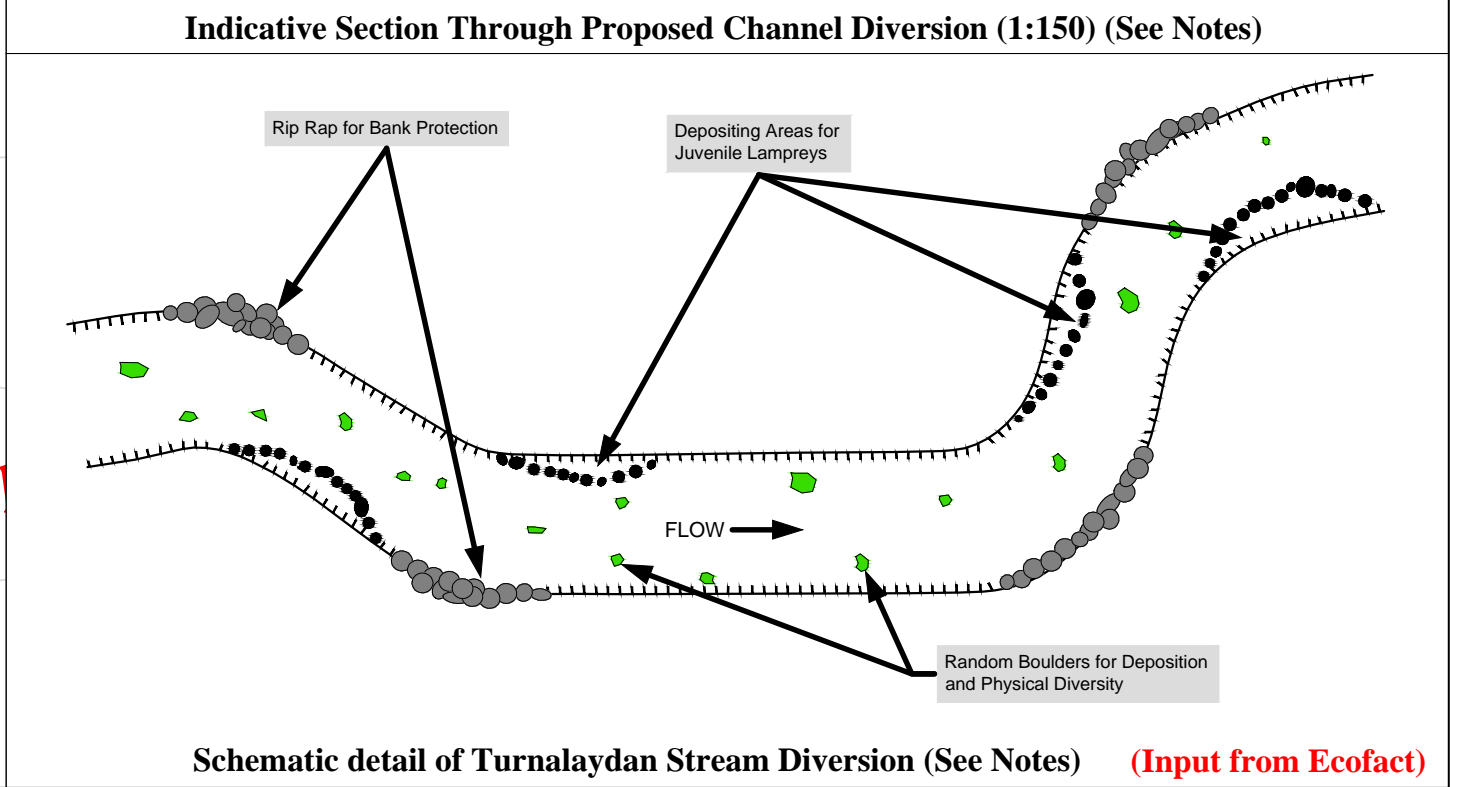 Indicative Section Through Proposed Channel Diversion (1:150) (See Notes)
Rip Rap for Bank Protection
Depositing Areas for
Juvenile Lampreys
FLOW
Random Boulders for Deposition
and Physical Diversity
Schematic detail of Turnalaydan Stream Diversion (See Notes) (Input from Ecofact)